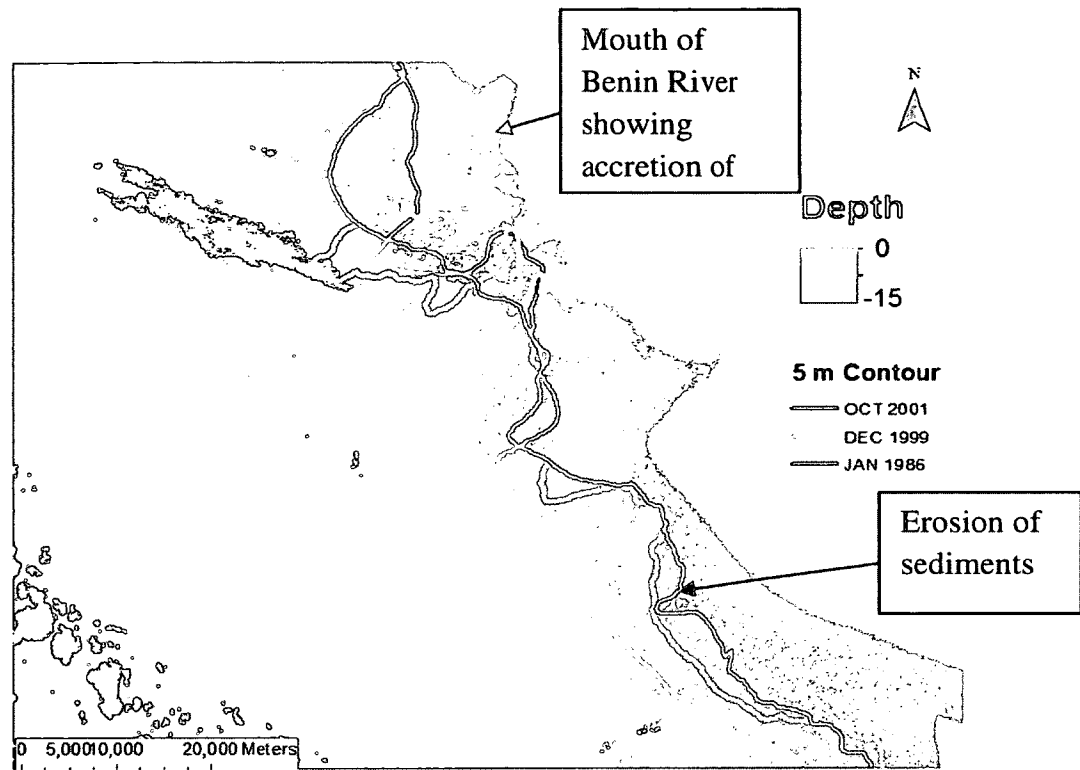 Mouth of
Benin River
showing
accretion of
N
Depth
0
-15
5 m Contour
OCT 2001
DEC 1999
JAN 1986
Erosion of
sediments
0 5,000 10,000 20,000 Meters